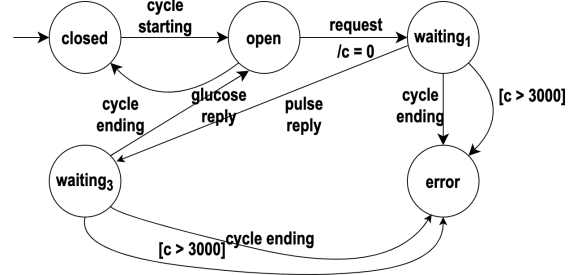 cycle
starting
request
closed
open
waiting1
/c = 0
cycle
ending
glucose
reply
pulse
reply
cycle
ending
[c > 3000]
waiting3
error
cycle ending
[c > 3000]